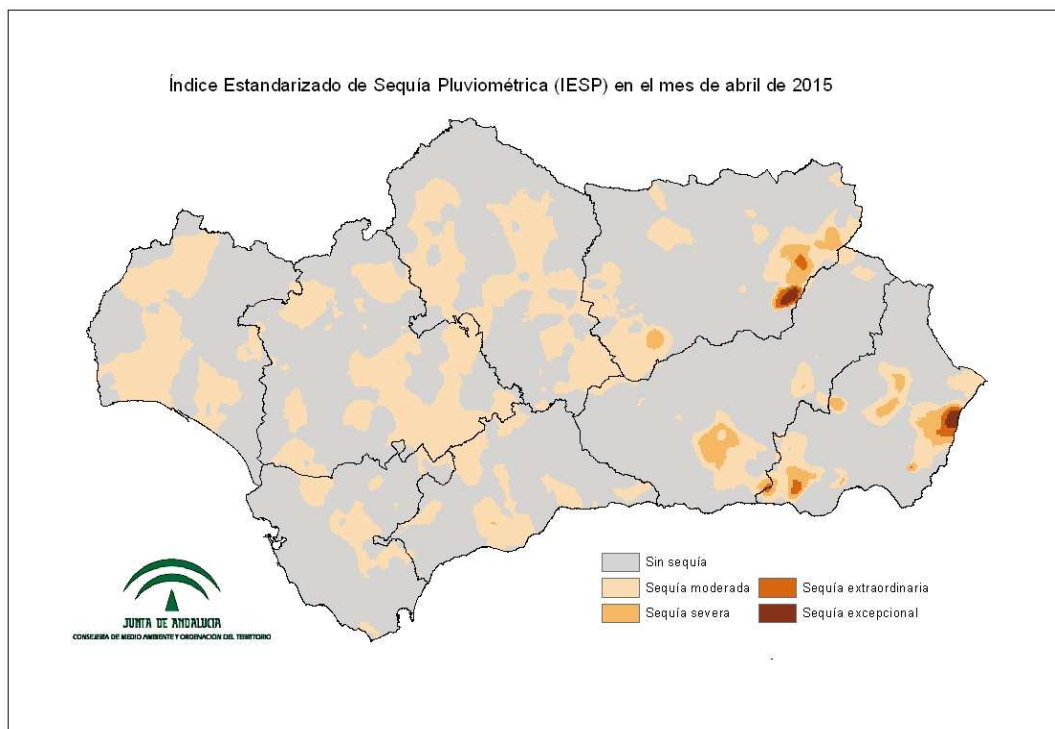 Índice Estandarizado de Sequía Pluviométrica (IESP) en el mes de abril de 2015
Sin sequía
Sequía moderada
Sequía extraordinaria
Sequía severa
Sequía excepcional
JUNTA DE ANDALUCIA
CONSEJERÍA DE MEDIO AMBIENTE Y ORDENACIÓN DEL TERRITORIO